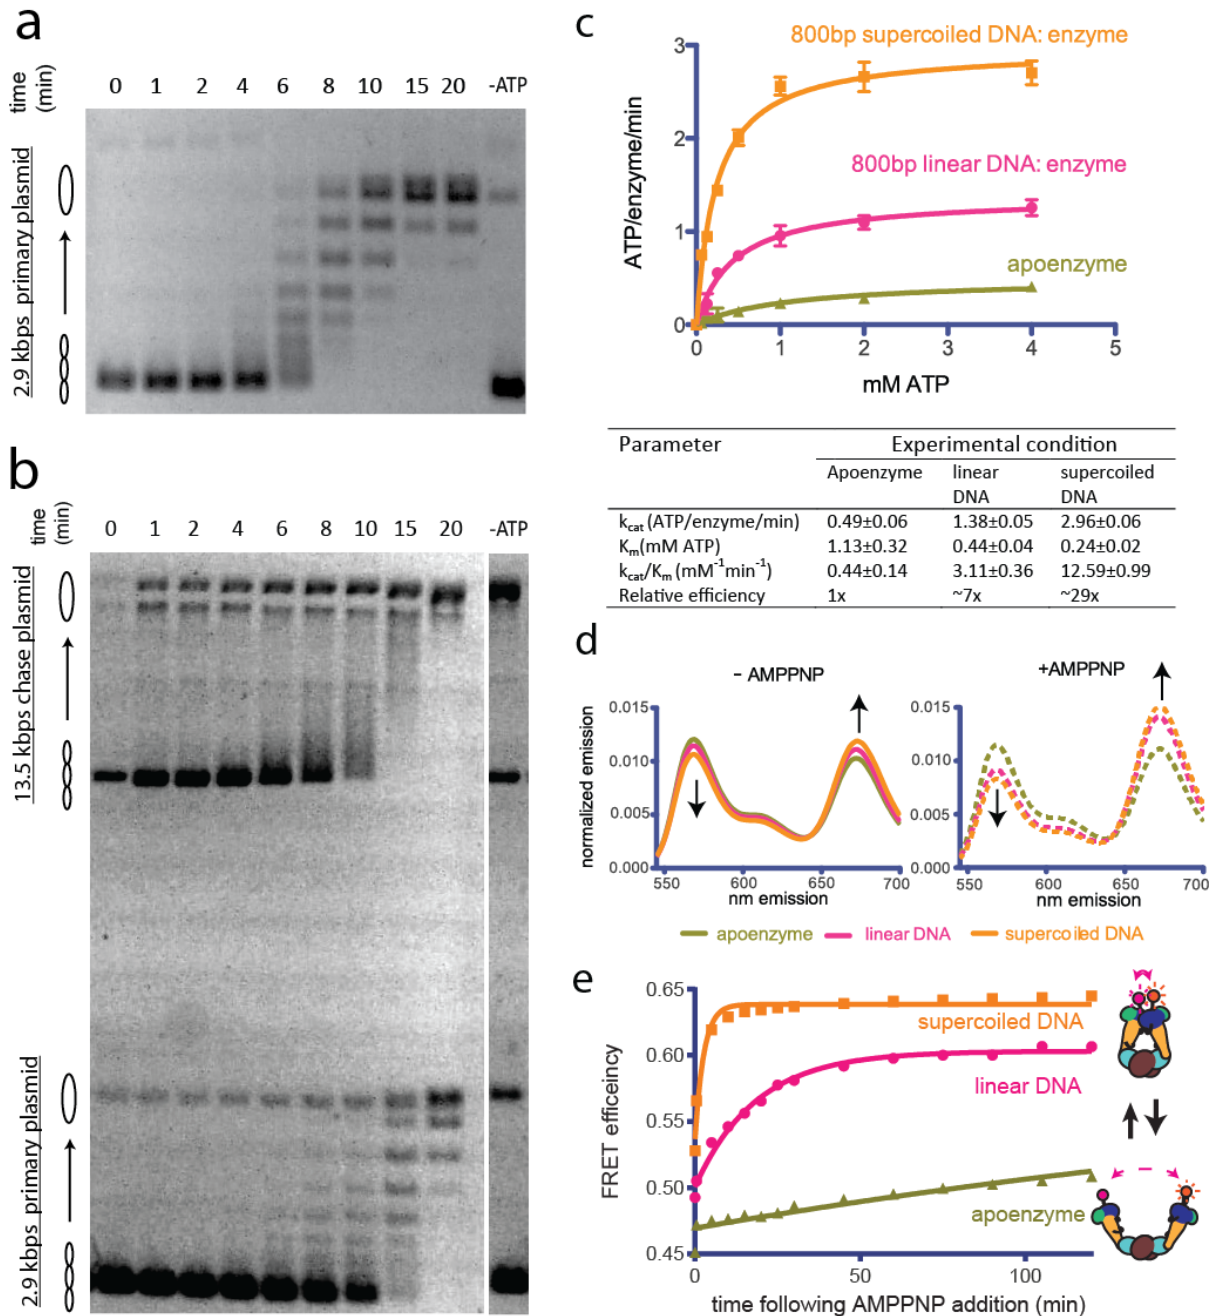 a
time
(min)
0 1 2 4 6 8 10 15 20 -ATP
2.9 kbps primary plasmid
b
time
(min)
0 1 2 4 6 8 10 15 20 -ATP
13.5 kbps chase plasmid
2.9 kbps primary plasmid
c
800bp supercoiled DNA: enzyme
800bp linear DNA: enzyme
apoenzyme
ATP/enzyme/min
3
2
1
0
0 1 2 3 4 5
mM ATP
Parameter Experimental condition
Apoenzyme linear DNA supercoiled DNA
kcat (ATP/enzyme/min) 0.49±0.06 1.38±0.05 2.96±0.06
Km(mM ATP) 1.13±0.32 0.44±0.04 0.24±0.02
kcat/Km (mM-1min-1) 0.44±0.14 3.11±0.36 12.59±0.99
Relative efficiency 1x ~7x ~29x
d
- AMPPNP
+AMPPNP
normalized emission
0.015
0.010
0.005
0.000
550 600 650 700
nm emission
0.015
0.010
0.005
0.000
550 600 650 700
nm emission
apoenzyme linear DNA supercoiled DNA
e
FRET efficeincy
0.65
0.60
0.55
0.50
0.45
supercoiled DNA
linear DNA
apoenzyme
0 50 100
time following AMPPNP addition (min)